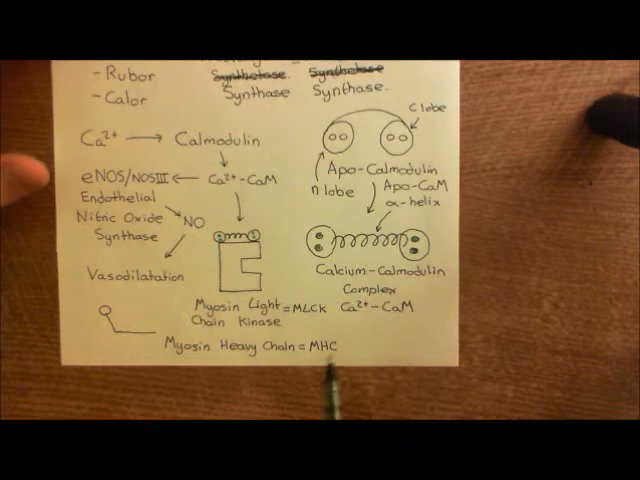 - Rubor
- Calor
Synthetase.
Synthase
Synthetase
Synthase.
C lobe
Ca2+ → Calmodulin
eNOS/NOSIII ← Ca2+-CaM
Endothelial
Nitric Oxide
Synthase
NO
Vasodilatation
Apo-Calmodulin
n lobe
Apo-CaM
α-helix
Calcium-Calmodulin
Complex
Ca2+-CaM
Myosin Light = MLCK
Chain Kinase
Myosin Heavy Chain = MHC